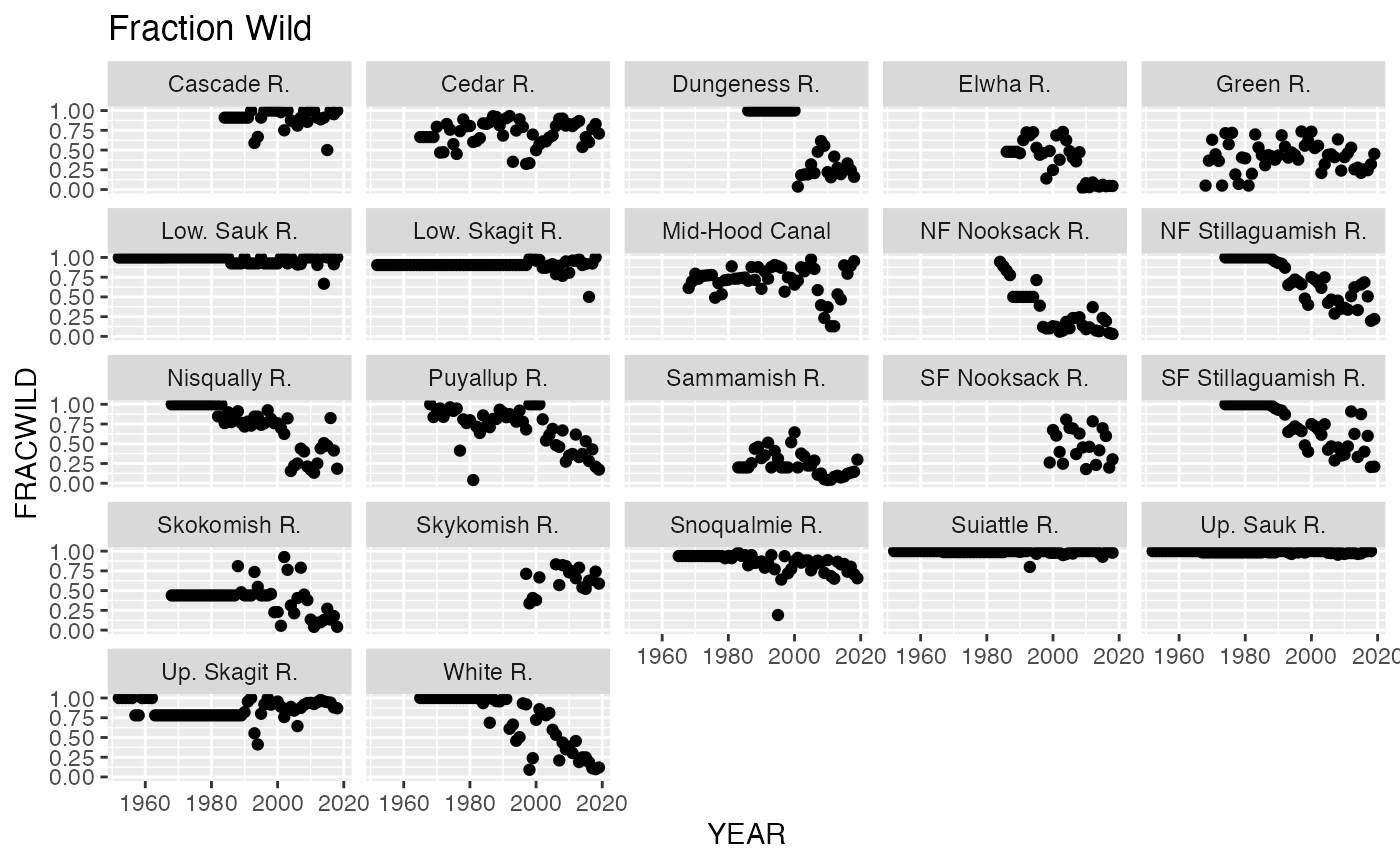 Fraction Wild
Cascade R. Cedar R. Dungeness R. Elwha R. Green R.
1.00
0.75
0.50
0.25
0.00
Low. Sauk R. Low. Skagit R. Mid-Hood Canal NF Nooksack R. NF Stillaguamish R.
1.00
0.75
0.50
0.25
0.00
Nisqually R. Puyallup R. Sammamish R. SF Nooksack R. SF Stillaguamish R.
1.00
0.75
0.50
0.25
0.00
FRACWILD
Skokomish R. Skykomish R. Snoqualmie R. Suiattle R. Up. Sauk R.
1.00
0.75
0.50
0.25
0.00
1960 1980 2000 2020 1960 1980 2000 2020 1960 1980 2000 2020
Up. Skagit R. White R.
1.00
0.75
0.50
0.25
0.00
1960 1980 2000 2020 1960 1980 2000 2020
YEAR